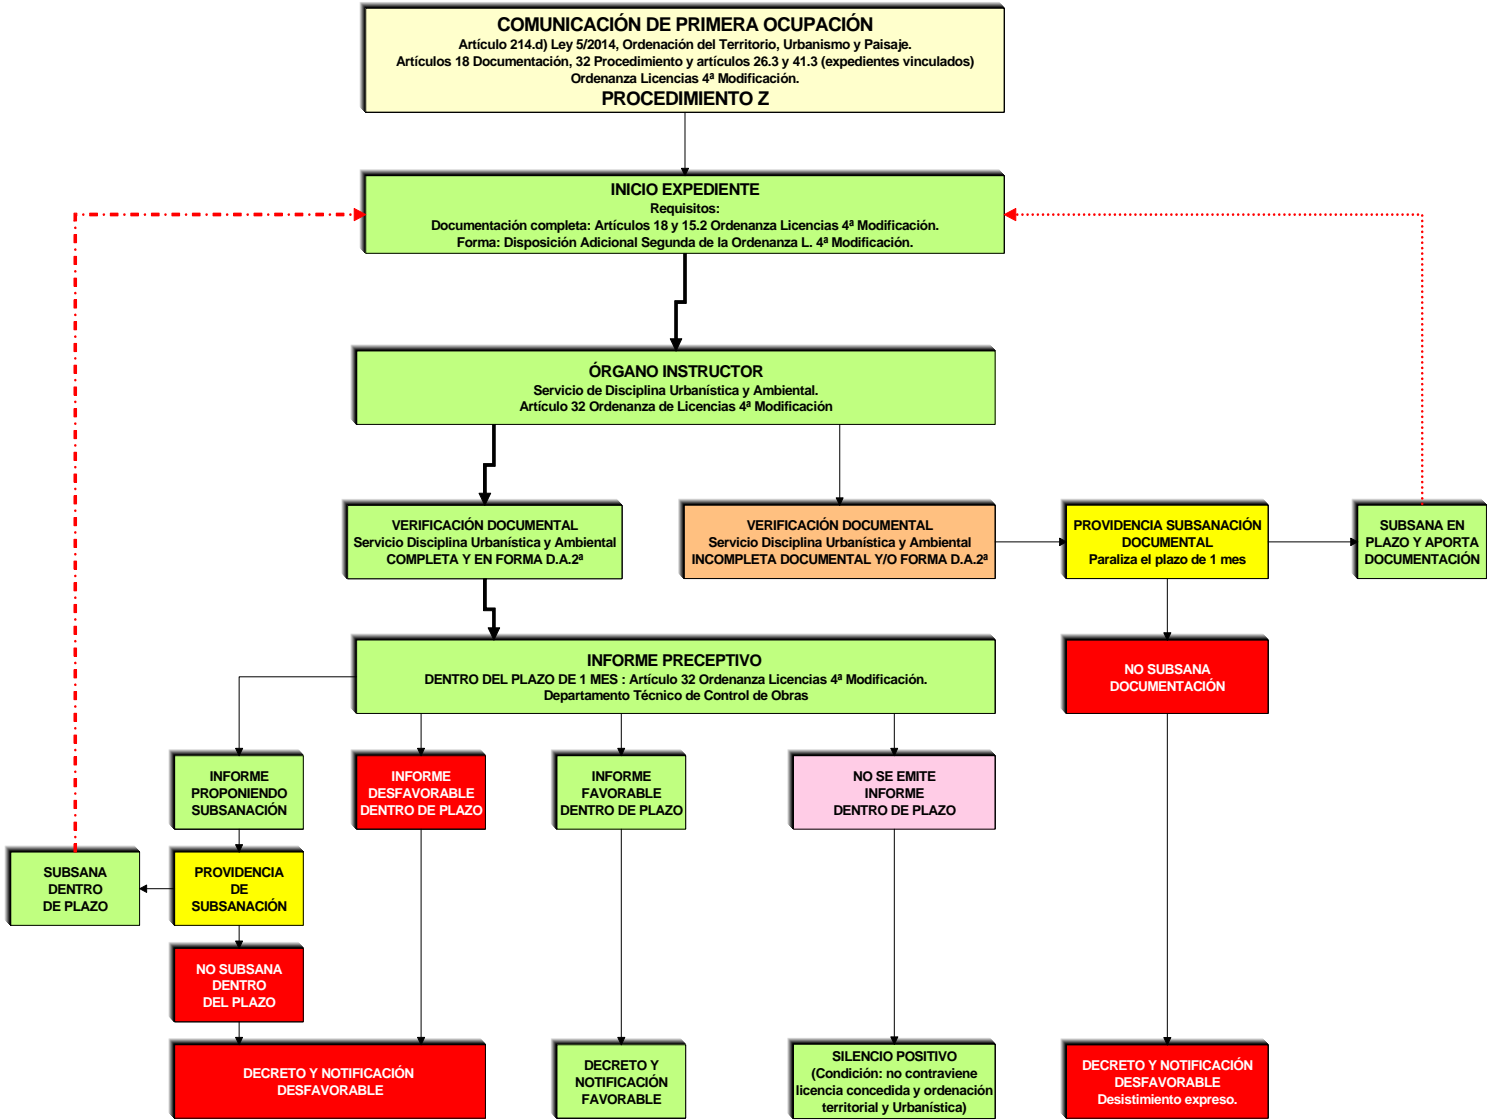 COMUNICACIÓN DE PRIMERA OCUPACIÓN
Artículo 214.d) Ley 5/2014, Ordenación del Territorio, Urbanismo y Paisaje.
Artículos 18 Documentación, 32 Procedimiento y artículos 26.3 y 41.3 (expedientes vinculados)
Ordenanza Licencias 4ª Modificación.
PROCEDIMIENTO Z
INICIO EXPEDIENTE
Requisitos:
Documentación completa: Artículos 18 y 15.2 Ordenanza Licencias 4ª Modificación.
Forma: Disposición Adicional Segunda de la Ordenanza L. 4ª Modificación.
ÓRGANO INSTRUCTOR
Servicio de Disciplina Urbanística y Ambiental.
Artículo 32 Ordenanza de Licencias 4ª Modificación
VERIFICACIÓN DOCUMENTAL
Servicio Disciplina Urbanística y Ambiental
COMPLETA Y EN FORMA D.A.2ª
VERIFICACIÓN DOCUMENTAL
Servicio Disciplina Urbanística y Ambiental
INCOMPLETA DOCUMENTAL Y/O FORMA D.A.2ª
PROVIDENCIA SUBSANACIÓN
DOCUMENTAL
Paraliza el plazo de 1 mes
SUBSANA EN
PLAZO Y APORTA
DOCUMENTACIÓN
INFORME PRECEPTIVO
DENTRO DEL PLAZO DE 1 MES : Artículo 32 Ordenanza Licencias 4ª Modificación.
Departamento Técnico de Control de Obras
NO SUBSANA
DOCUMENTACIÓN
INFORME
PROPONIENDO
SUBSANACIÓN
INFORME
DESFAVORABLE
DENTRO DE PLAZO
INFORME
FAVORABLE
DENTRO DE PLAZO
NO SE EMITE
INFORME
DENTRO DE PLAZO
SUBSANA
DENTRO
DE PLAZO
PROVIDENCIA
DE
SUBSANACIÓN
NO SUBSANA
DENTRO
DEL PLAZO
DECRETO Y NOTIFICACIÓN
DESFAVORABLE
DECRETO Y
NOTIFICACIÓN
FAVORABLE
SILENCIO POSITIVO
(Condición: no contraviene
licencia concedida y ordenación
territorial y Urbanística)
DECRETO Y NOTIFICACIÓN
DESFAVORABLE
Desistimiento expreso.